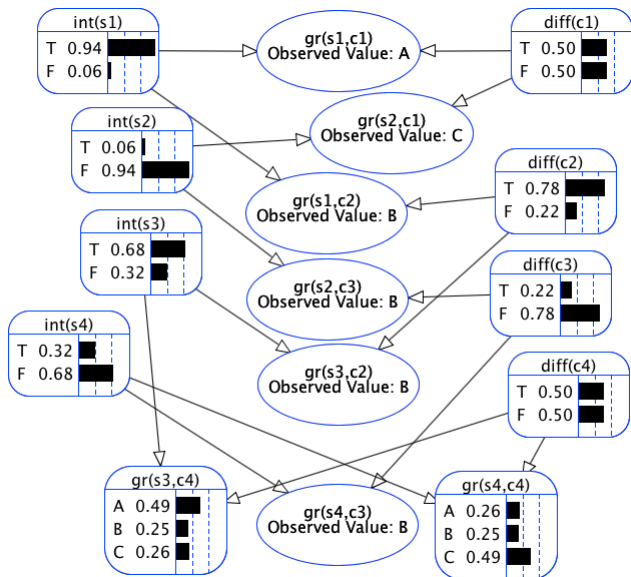 int(s1)
T 0.94
F 0.06
gr(s1,c1)
Observed Value: A
diff(c1)
T 0.50
F 0.50
int(s2)
T 0.06
F 0.94
gr(s2,c1)
Observed Value: C
gr(s1,c2)
Observed Value: B
diff(c2)
T 0.78
F 0.22
int(s3)
T 0.68
F 0.32
gr(s2,c3)
Observed Value: B
diff(c3)
T 0.22
F 0.78
int(s4)
T 0.32
F 0.68
gr(s3,c2)
Observed Value: B
diff(c4)
T 0.50
F 0.50
gr(s3,c4)
A 0.49
B 0.25
C 0.26
gr(s4,c3)
Observed Value: B
gr(s4,c4)
A 0.26
B 0.25
C 0.49